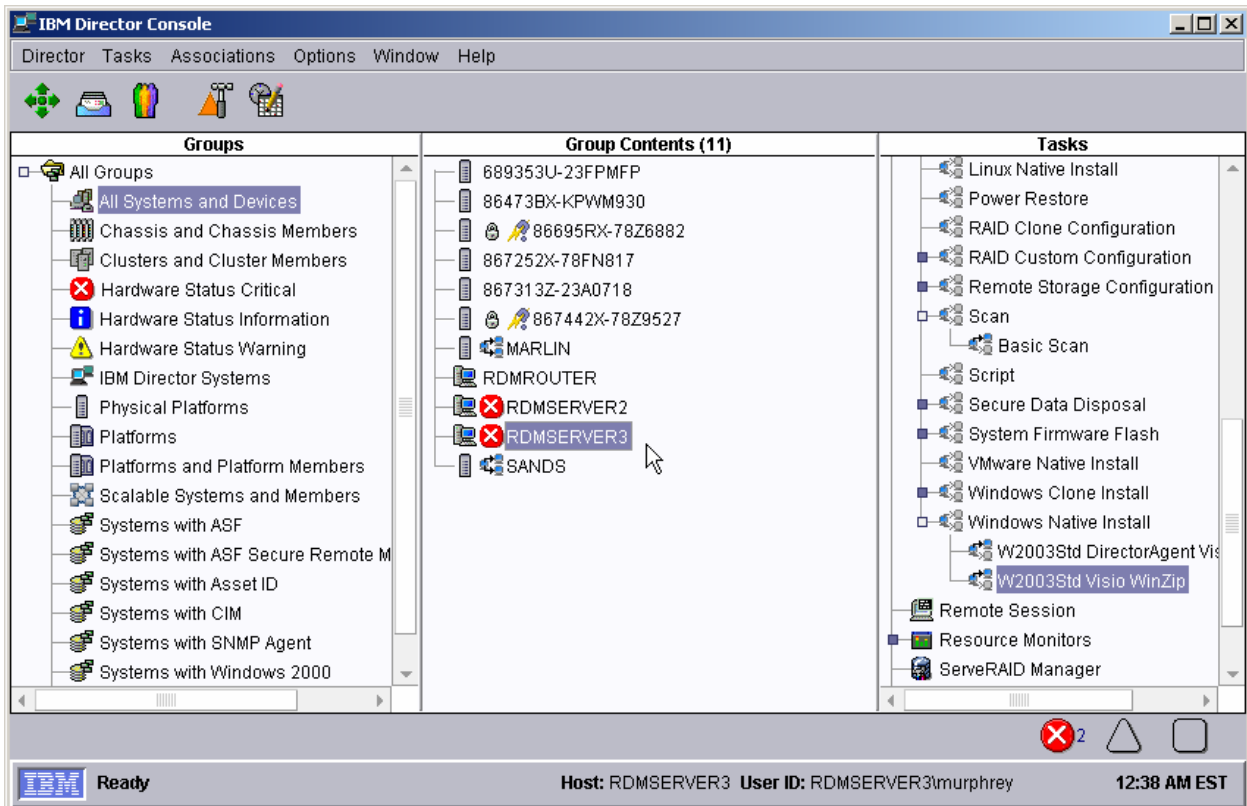 IBM Director Console
Director Tasks Associations Options Window Help
Groups
All Groups
All Systems and Devices
Chassis and Chassis Members
Clusters and Cluster Members
Hardware Status Critical
Hardware Status Information
Hardware Status Warning
IBM Director Systems
Physical Platforms
Platforms
Platforms and Platform Members
Scalable Systems and Members
Systems with ASF
Systems with ASF Secure Remote M
Systems with Asset ID
Systems with CIM
Systems with SNMP Agent
Systems with Windows 2000
Group Contents (11)
689353U-23FPMFP
86473BX-KPWM930
86695RX-78Z6882
867252X-78FN817
867313Z-23A0718
867442X-78Z9527
MARLIN
RDMROUTER
RDMSERVER2
RDMSERVER3
SANDS
Tasks
Linux Native Install
Power Restore
RAID Clone Configuration
RAID Custom Configuration
Remote Storage Configuration
Scan
Basic Scan
Script
Secure Data Disposal
System Firmware Flash
VMware Native Install
Windows Clone Install
Windows Native Install
W2003Std DirectorAgent Vis
W2003Std Visio WinZip
Remote Session
Resource Monitors
ServeRAID Manager
2
IBM Ready Host: RDMSERVER3 User ID: RDMSERVER3\murphrey 12:38 AM EST